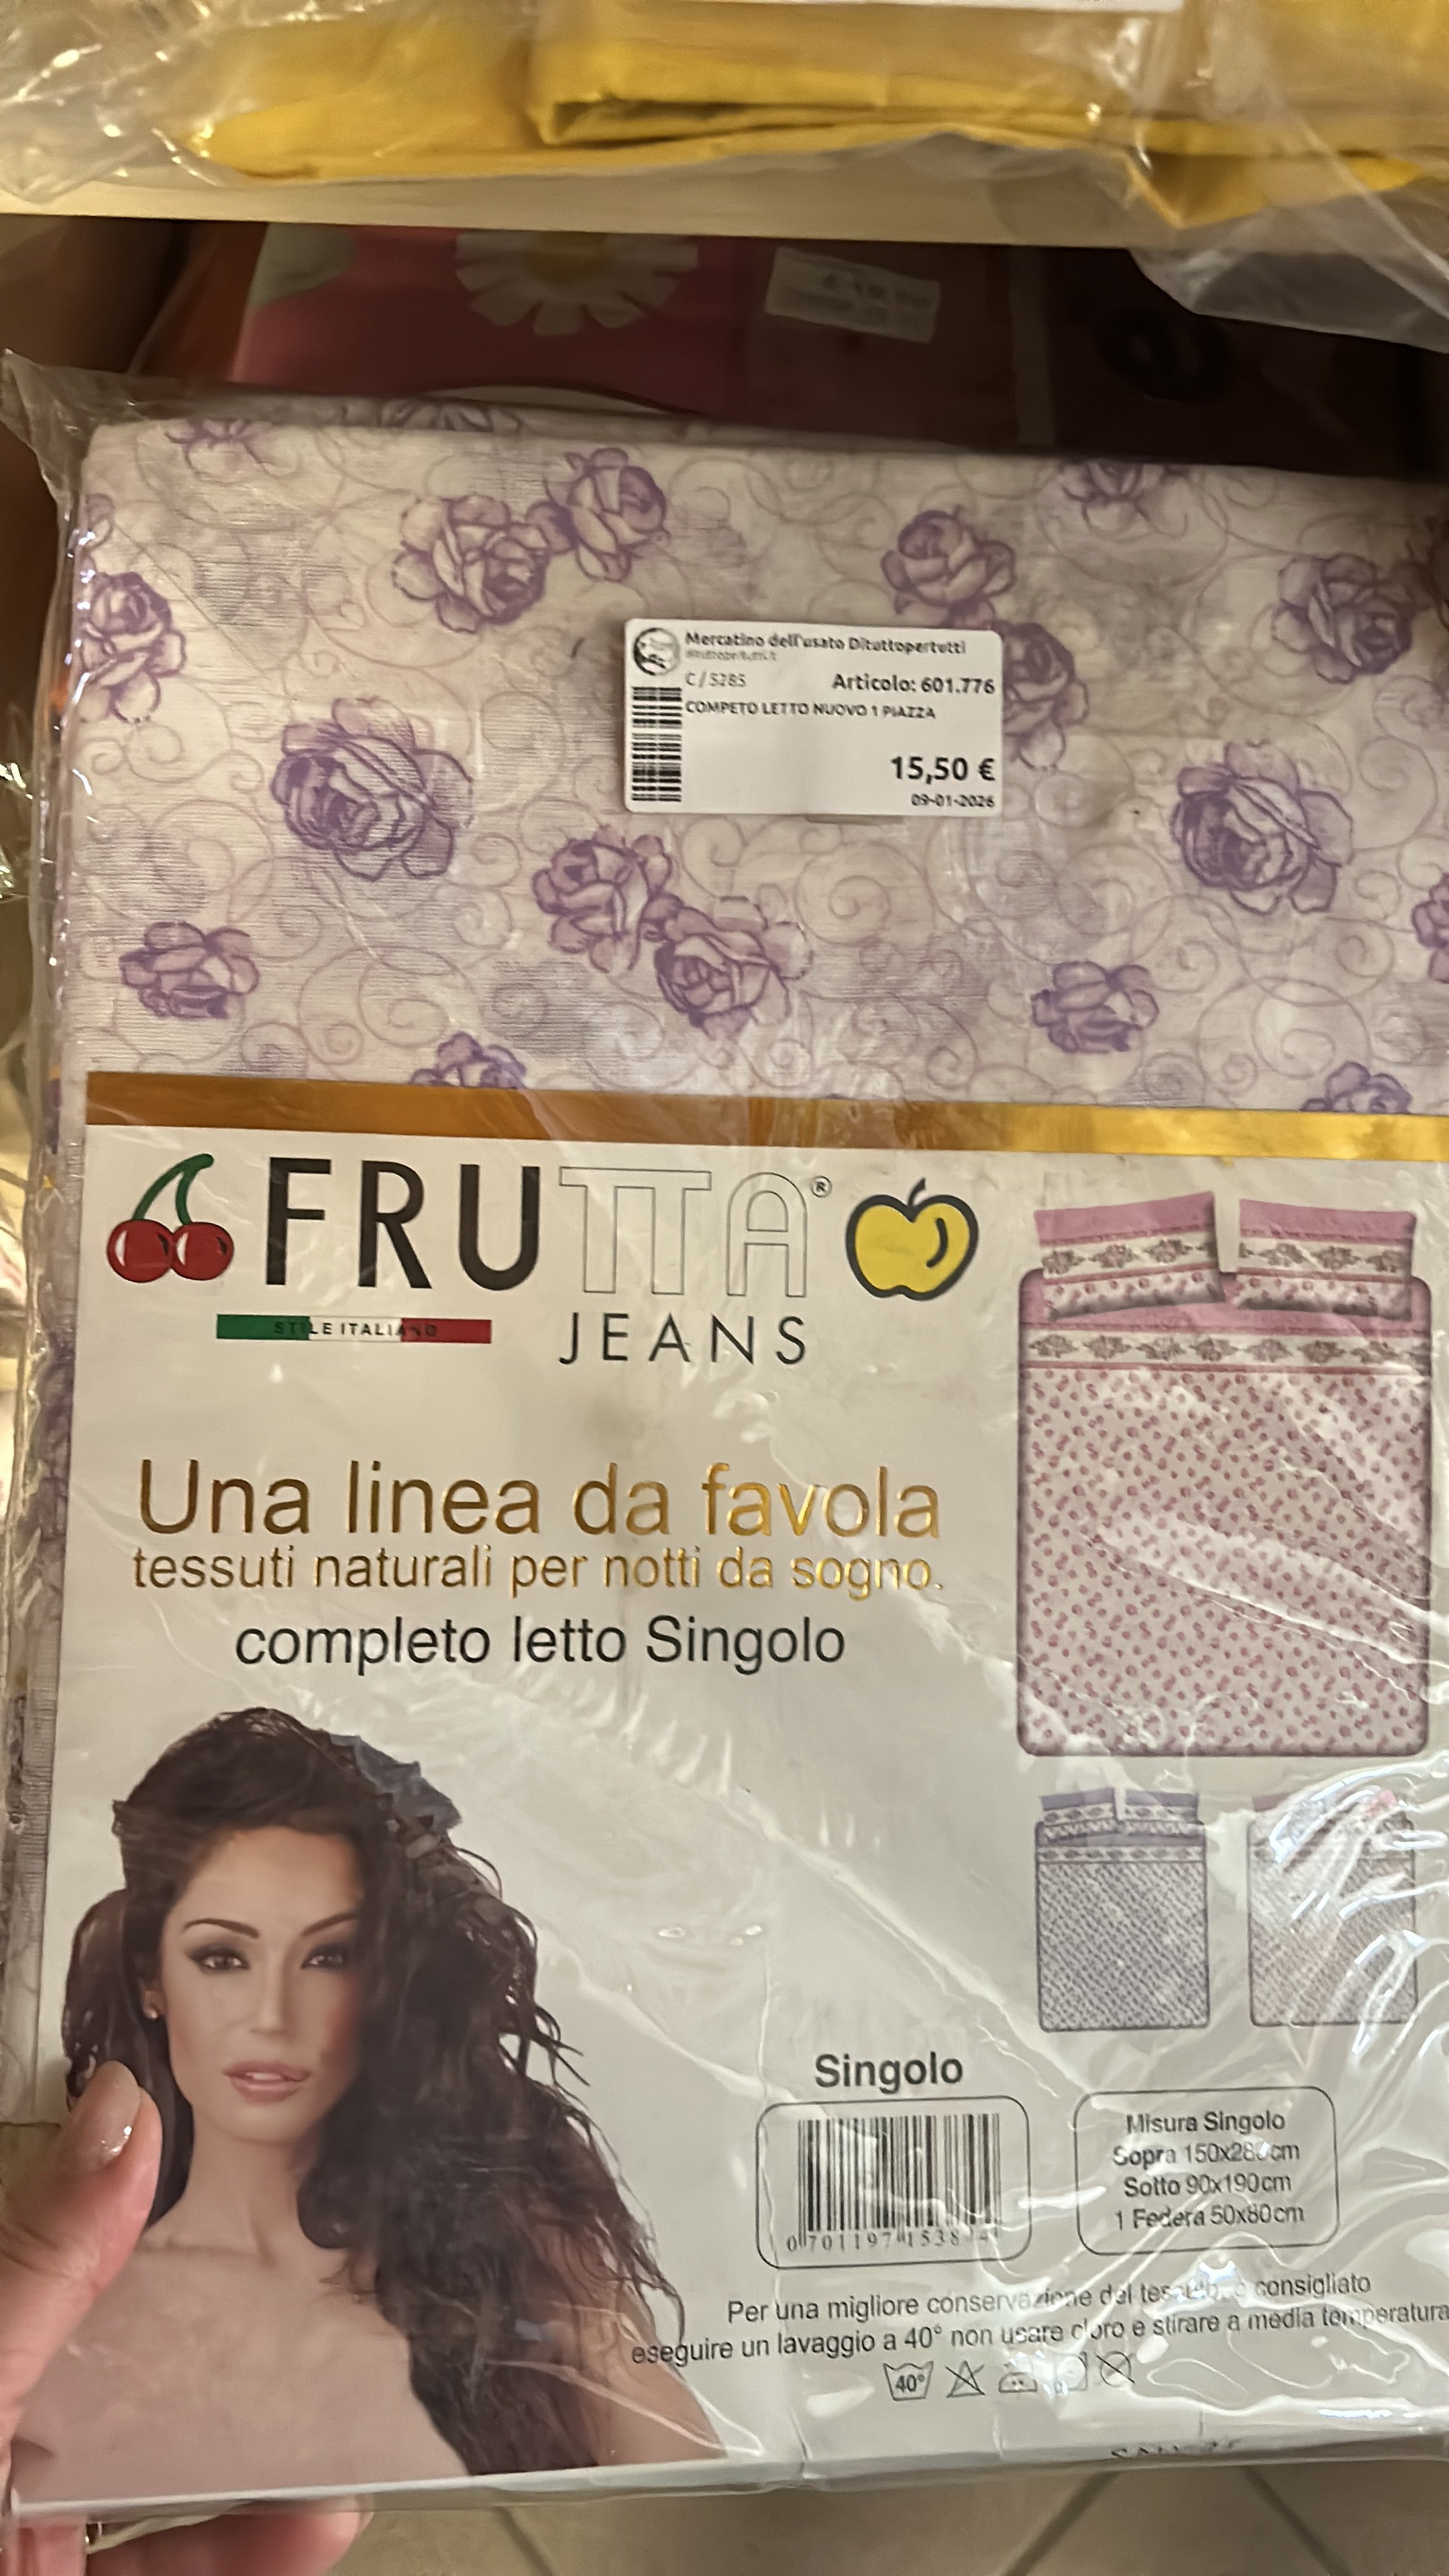 Mercatino dell'usato Dituttopertutti
C/5285
Articolo: 601.776
COMPETO LETTO NUOVO 1 PIAZZA
15,50 €
09-01-2026
FRUTTA®
STILE ITALIANO
JEANS
Una linea da favola
tessuti naturali per notti da sogno.
completo letto Singolo
Singolo
Misura Singolo
Sopra 150x280cm
Sotto 90x190cm
1 Federa 50x80cm
Per una migliore conservazione del consigliato
eseguire un lavaggio a 40° non usare cloro e stirare a media temperatura
40°